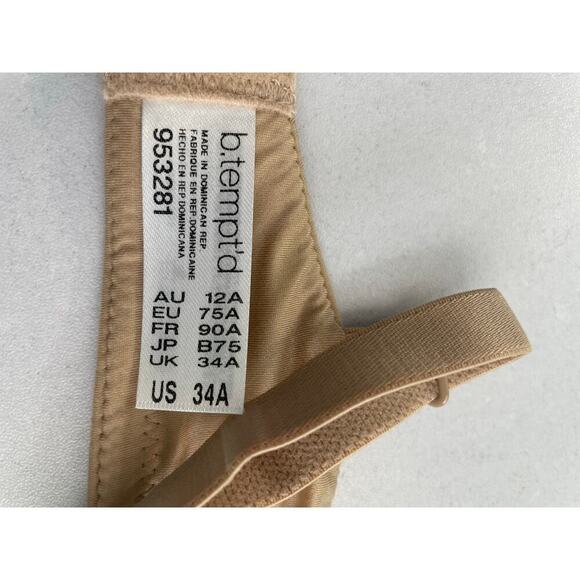 b.tempt'd
MADE IN DOMINICAN REP.
FABRIQUE EN REP.DOMINICAINE
HECHO EN REP.DOMINICANA
953281
AU 12A
EU 75A
FR 90A
JP B75
UK 34A
US 34A